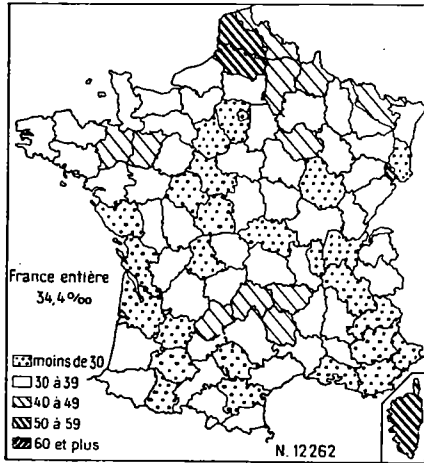 France entière
34,4‰
moins de 30
30 à 39
40 à 49
50 à 59
60 et plus
N. 12262